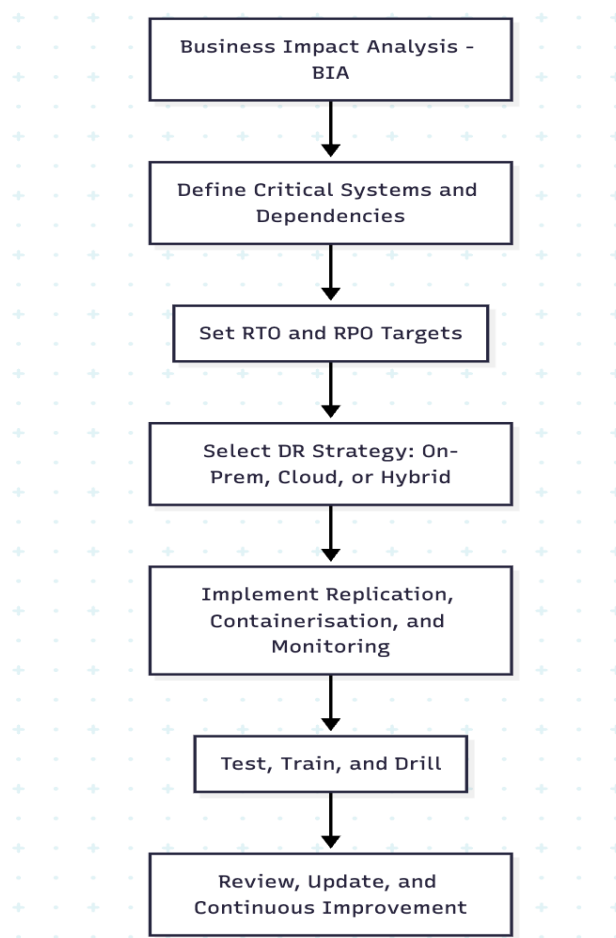 Business Impact Analysis -
BIA
Define Critical Systems and
Dependencies
Set RTO and RPO Targets
Select DR Strategy: On-
Prem, Cloud, or Hybrid
Implement Replication,
Containerisation, and
Monitoring
Test, Train, and Drill
Review, Update, and
Continuous Improvement